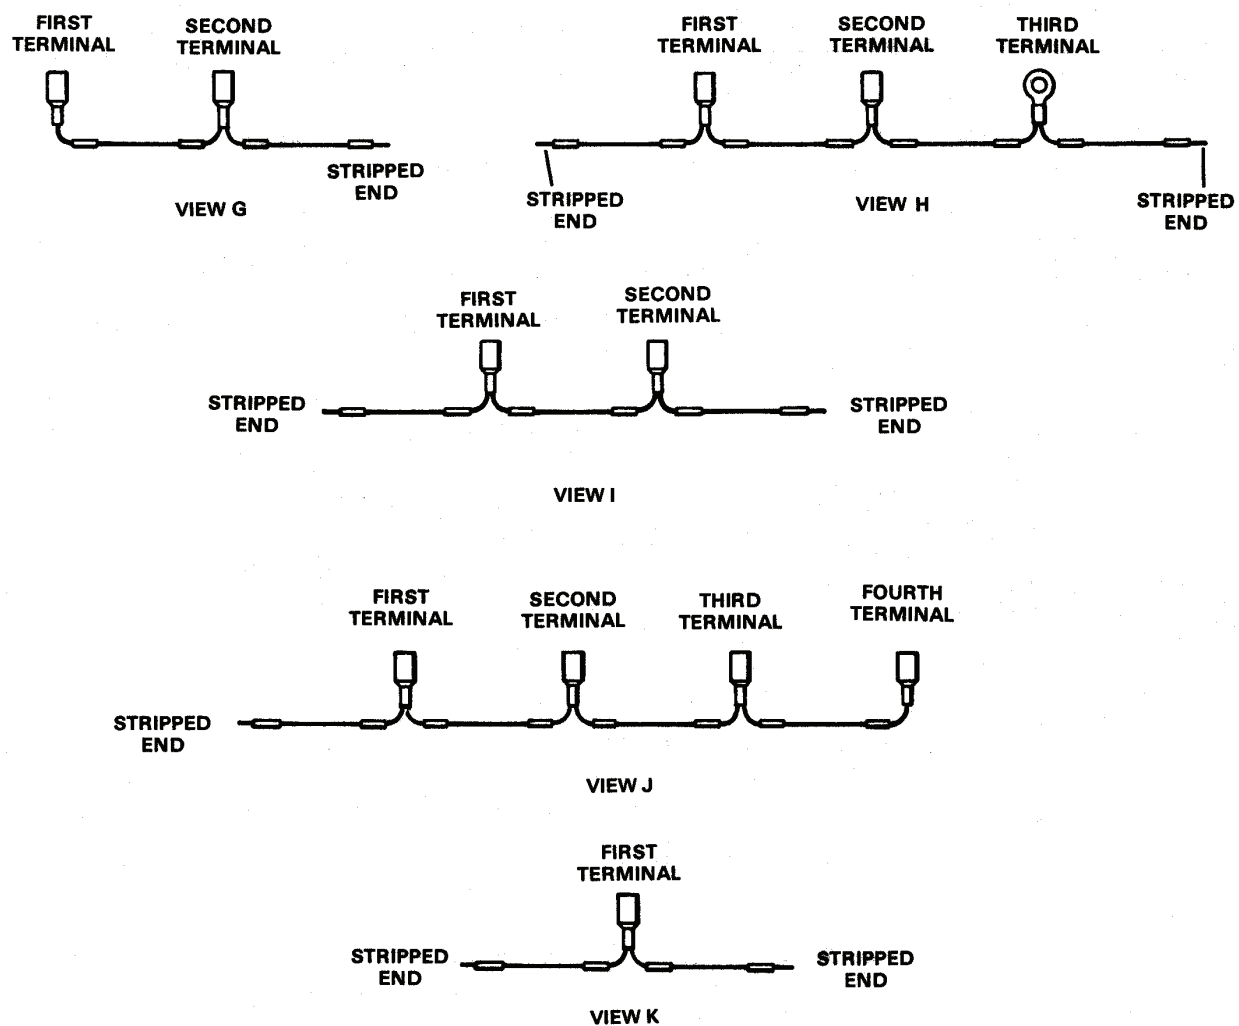 FIRST
TERMINAL
SECOND
TERMINAL
STRIPPED
END
VIEW G
FIRST
TERMINAL
SECOND
TERMINAL
THIRD
TERMINAL
STRIPPED
END
VIEW H
STRIPPED
END
FIRST
TERMINAL
SECOND
TERMINAL
STRIPPED
END
STRIPPED
END
VIEW I
FIRST
TERMINAL
SECOND
TERMINAL
THIRD
TERMINAL
FOURTH
TERMINAL
STRIPPED
END
VIEW J
FIRST
TERMINAL
STRIPPED
END
STRIPPED
END
VIEW K